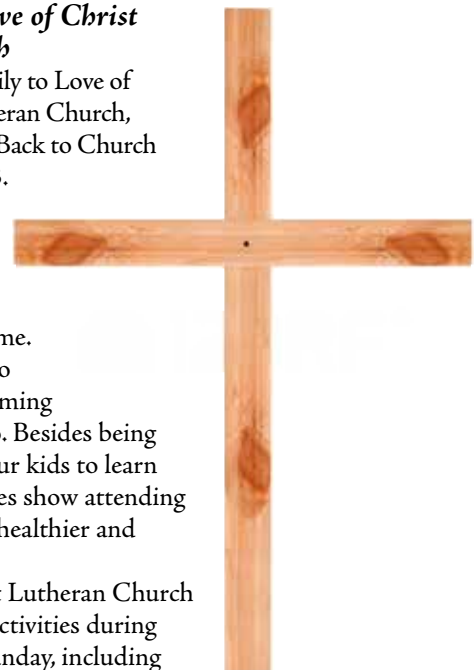 ve of Christ
h
ily to Love of
eran Church,
Back to Church
me.
o
ming
. Besides being
ur kids to learn
es show attending
healthier and
t Lutheran Church
ctivities during
nday, including